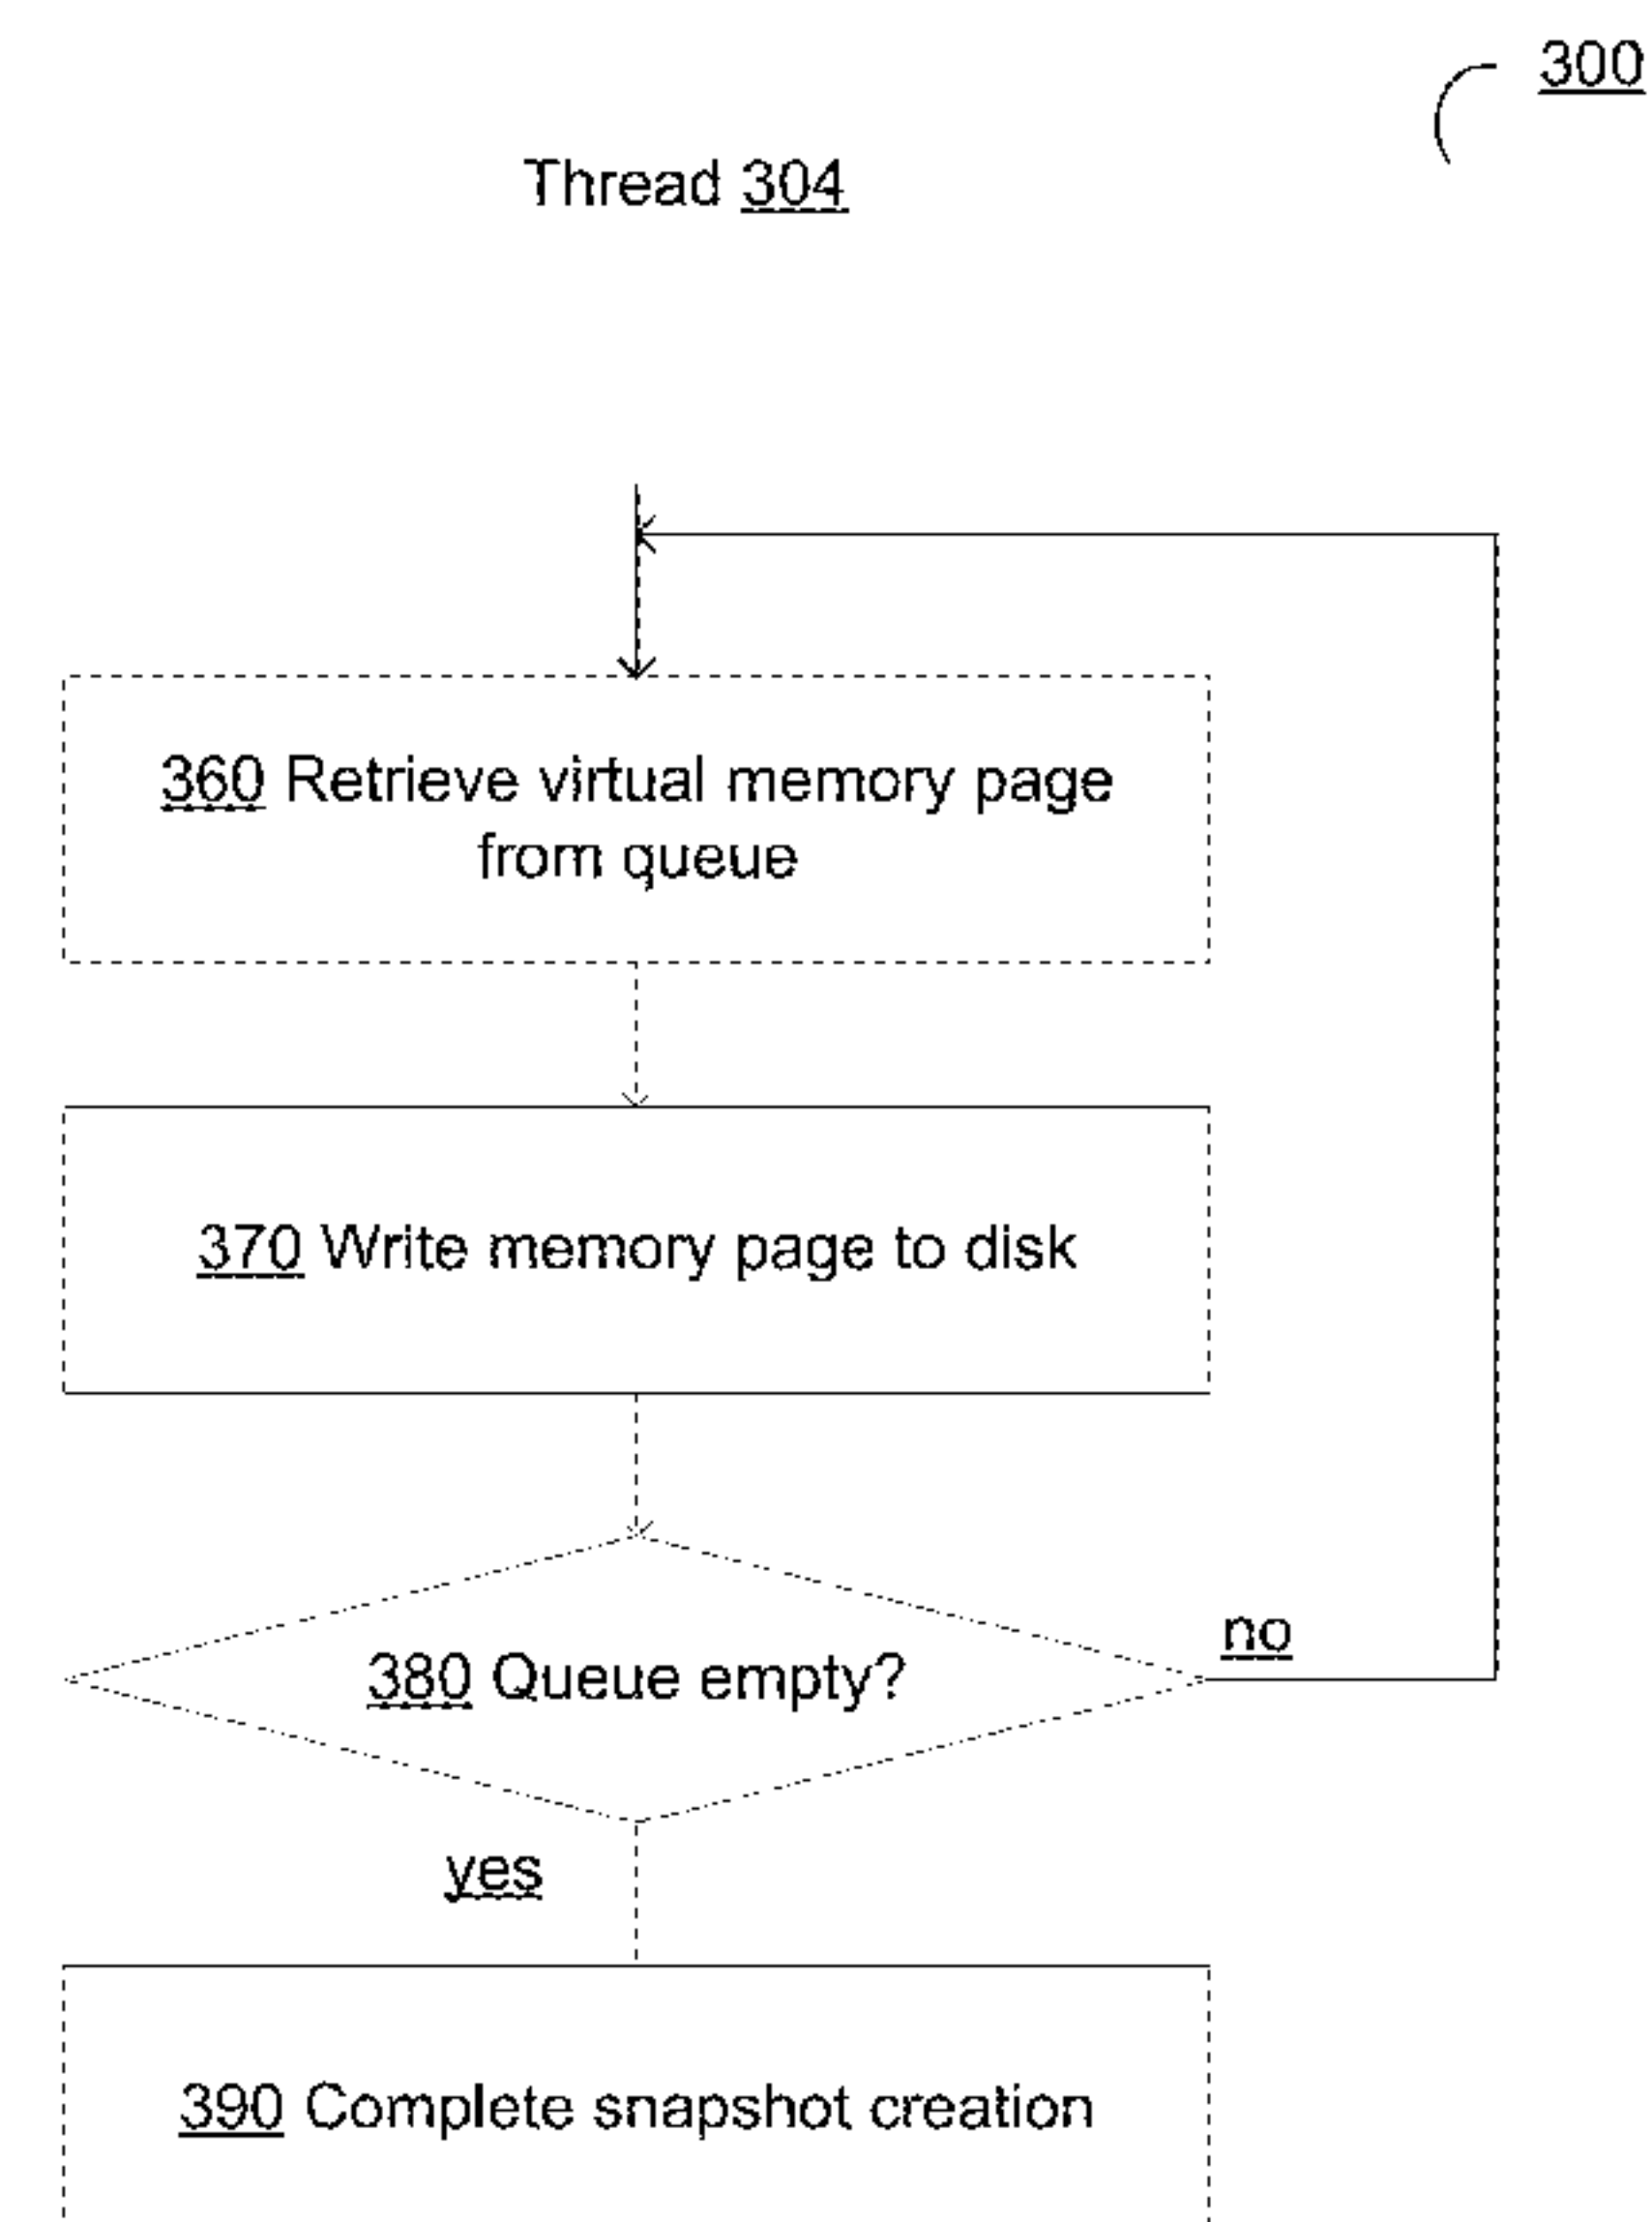 300
Thread 304
360 Retrieve virtual memory page
from queue
370 Write memory page to disk
no
380 Queue empty?
yes
390 Complete snapshot creation